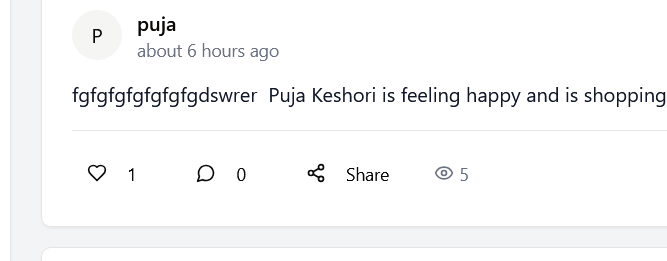 P
puja
about 6 hours ago
fgfgfgfgfgfgfgdswrer  Puja Keshori is feeling happy and is shopping
1 0 Share 5